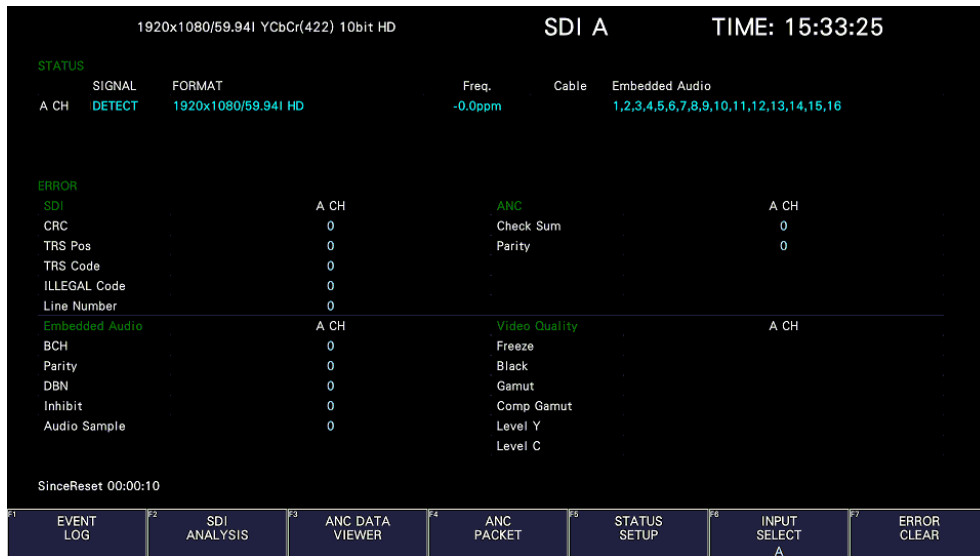 1920x1080/59.94I YCbCr(422) 10bit HD SDI A TIME: 15:33:25
STATUS
SIGNAL FORMAT Freq. Cable Embedded Audio
A CH DETECT 1920x1080/59.94I HD -0.0ppm 1,2,3,4,5,6,7,8,9,10,11,12,13,14,15,16
ERROR
SDI A CH ANC A CH
CRC 0 Check Sum 0
TRS Pos 0 Parity 0
TRS Code 0
ILLEGAL Code 0
Line Number 0
Embedded Audio A CH Video Quality A CH
BCH 0 Freeze
Parity 0 Black
DBN 0 Gamut
Inhibit 0 Comp Gamut
Audio Sample 0 Level Y
Level C
SinceReset 00:00:10
F1 EVENT LOG
F2 SDI ANALYSIS
F3 ANC DATA VIEWER
F4 ANC PACKET
F5 STATUS SETUP
F6 INPUT SELECT A
F7 ERROR CLEAR